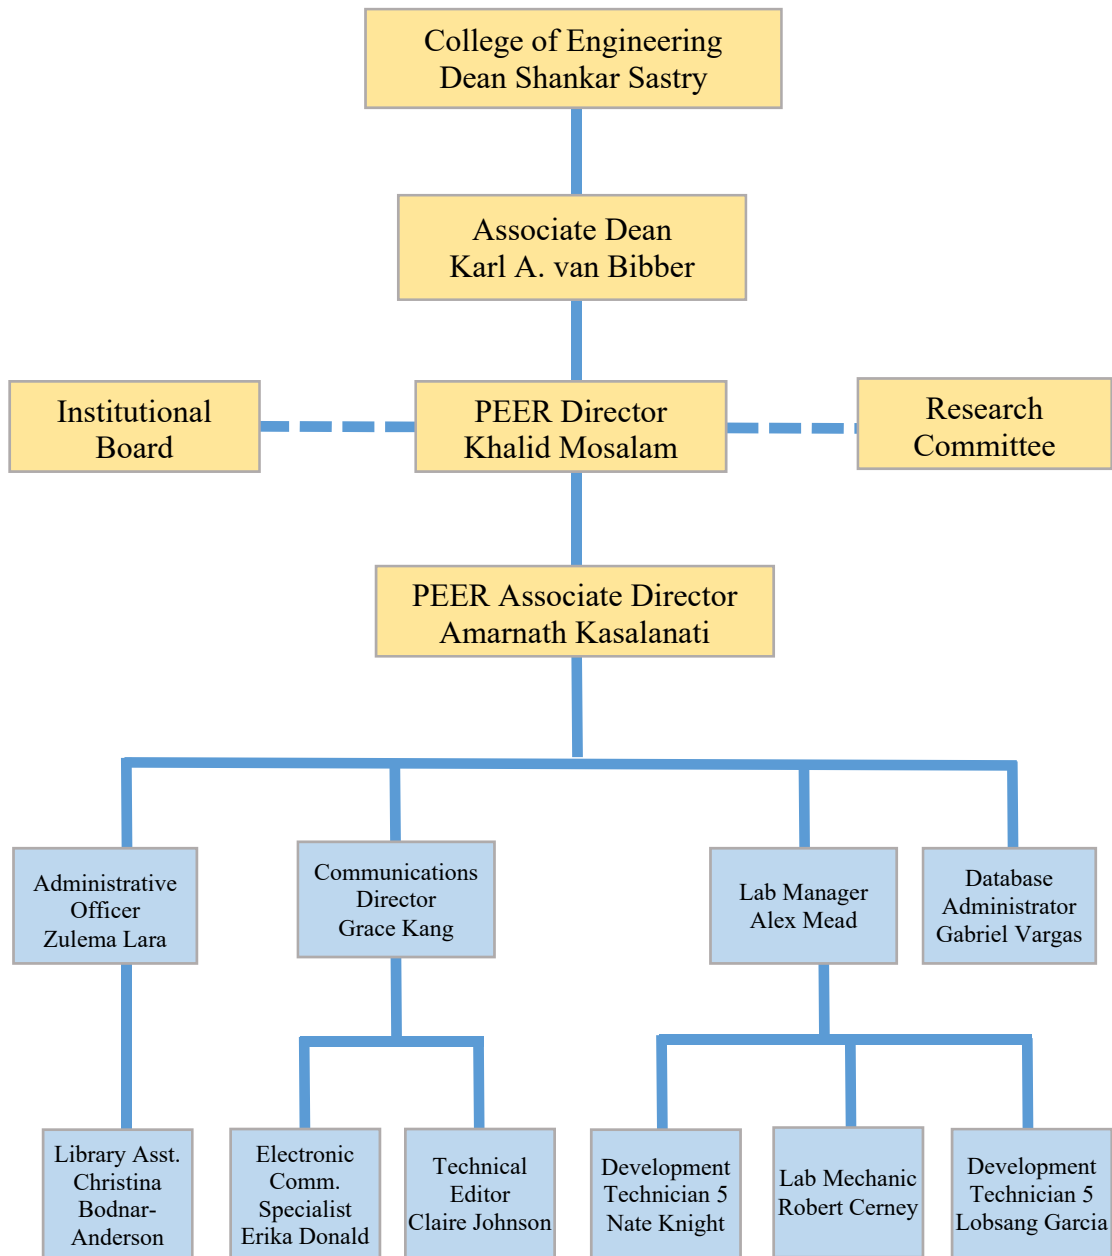 College of Engineering
Dean Shankar Sastry
Associate Dean
Karl A. van Bibber
Institutional
Board
PEER Director
Khalid Mosalam
Research
Committee
PEER Associate Director
Amarnath Kasalanati
Administrative
Officer
Zulema Lara
Communications
Director
Grace Kang
Lab Manager
Alex Mead
Database
Administrator
Gabriel Vargas
Library Asst.
Christina
Bodnar-
Anderson
Electronic
Comm.
Specialist
Erika Donald
Technical
Editor
Claire Johnson
Development
Technician 5
Nate Knight
Lab Mechanic
Robert Cerney
Development
Technician 5
Lobsang Garcia